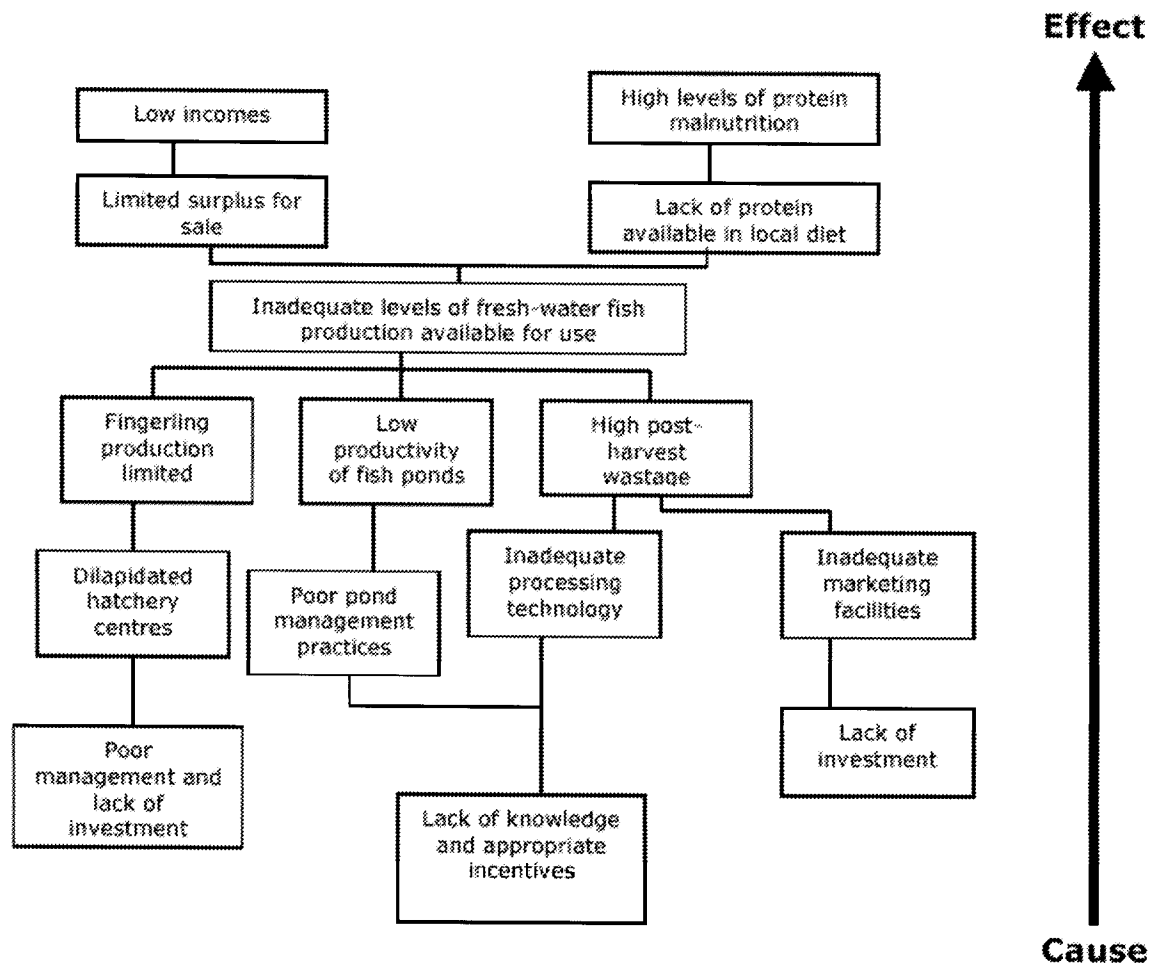 Effect
Low incomes
High levels of protein
malnutrition
Limited surplus for
sale
Lack of protein
available in local diet
Inadequate levels of fresh-water fish
production available for use
Fingerling
production
limited
Low
productivity
of fish ponds
High post-
harvest
wastage
Dilapidated
hatchery
centres
Poor pond
management
practices
Inadequate
processing
technology
Inadequate
marketing
facilities
Poor
management and
lack of
investment
Lack of knowledge
and appropriate
incentives
Lack of
investment
Cause